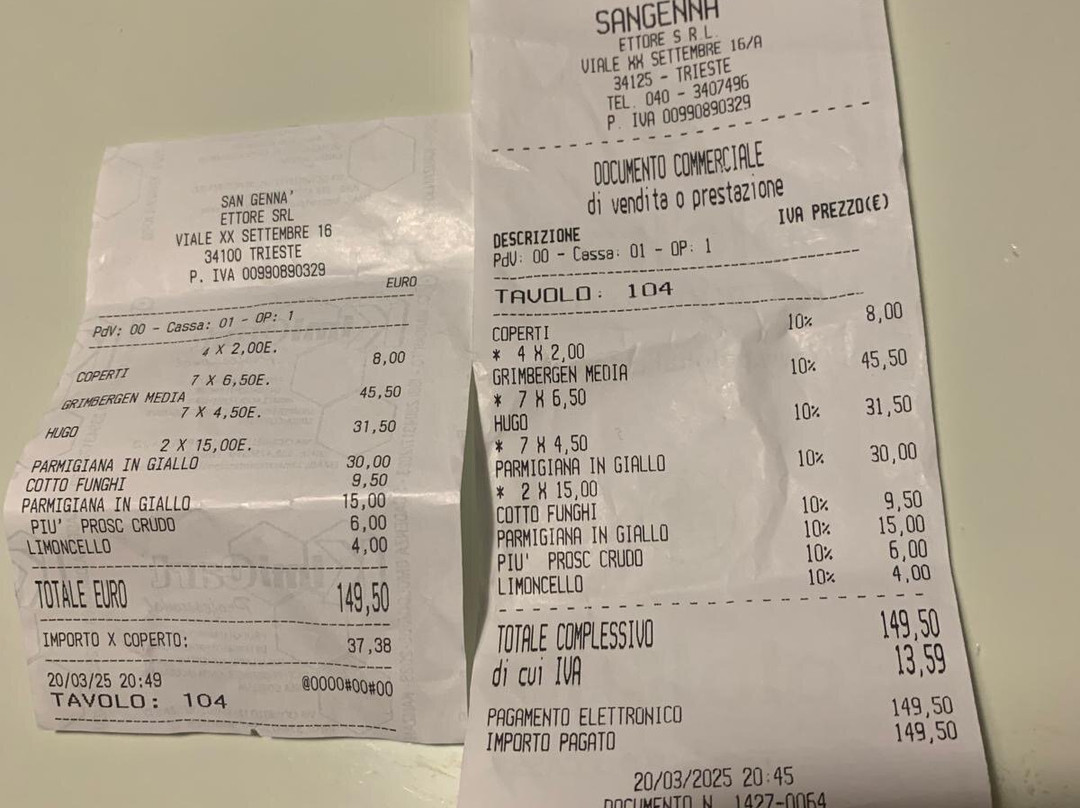 SAN GENNA'
ETTORE SRL
VIALE XX SETTEMBRE 16
34100 TRIESTE
P. IVA 00990890329
EURO
PdV: 00 - Cassa: 01 - OP: 1
4 X 2,00E.
COPERTI 8,00
7 X 6,50E.
GRIMBERGEN MEDIA 45,50
7 X 4,50E.
HUGO 31,50
2 X 15,00E.
PARMIGIANA IN GIALLO 30,00
COTTO FUNGHI 9,50
PARMIGIANA IN GIALLO 15,00
PIU' PROSC CRUDO 6,00
LIMONCELLO 4,00
TOTALE EURO 149,50
IMPORTO X COPERTO: 37,38
20/03/25 20:49 @0000#00#00
TAVOLO: 104
SANGENNA
ETTORE S R L.
VIALE XX SETTEMBRE 16/A
34125 - TRIESTE
TEL. 040 - 3407496
P. IVA 00990890329
DOCUMENTO COMMERCIALE
di vendita o prestazione
DESCRIZIONE IVA PREZZO(€)
PdV: 00 - Cassa: 01 - OP: 1
TAVOLO: 104
COPERTI 10% 8,00
* 4 X 2,00
GRIMBERGEN MEDIA 10% 45,50
* 7 X 6,50
HUGO 10% 31,50
* 7 X 4,50
PARMIGIANA IN GIALLO 10% 30,00
* 2 X 15,00
COTTO FUNGHI 10% 9,50
PARMIGIANA IN GIALLO 10% 15,00
PIU' PROSC CRUDO 10% 6,00
LIMONCELLO 10% 4,00
TOTALE COMPLESSIVO 149,50
di cui IVA 13,59
PAGAMENTO ELETTRONICO 149,50
IMPORTO PAGATO 149,50
20/03/2025 20:45
DOCUMENTO N. 1427-0064